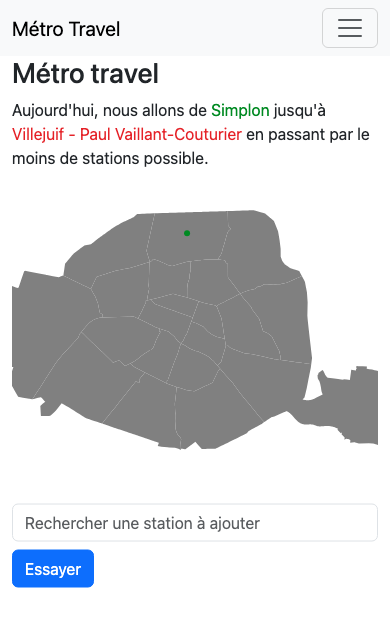 Métro Travel
Métro travel
Aujourd'hui, nous allons de Simplon jusqu'à
Villejuif - Paul Vaillant-Couturier en passant par le
moins de stations possible.
Rechercher une station à ajouter
Essayer